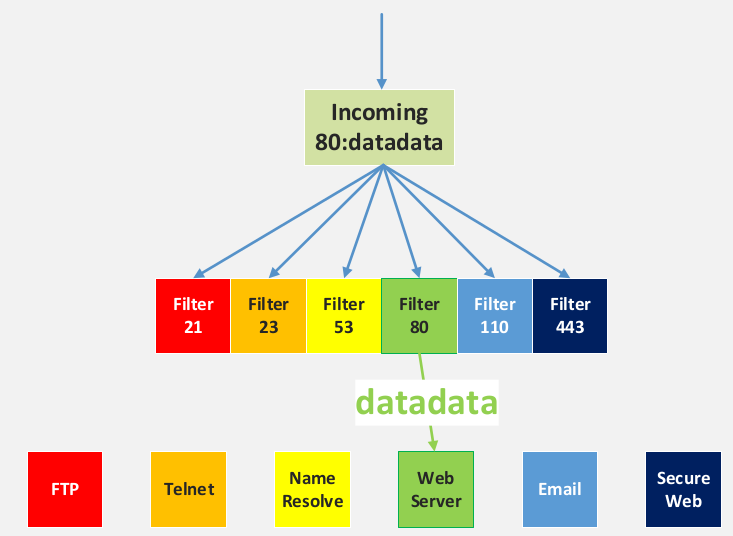 Incoming
80:datadata
Filter
21
Filter
23
Filter
53
Filter
80
Filter
110
Filter
443
datadata
FTP
Telnet
Name
Resolve
Web
Server
Email
Secure
Web